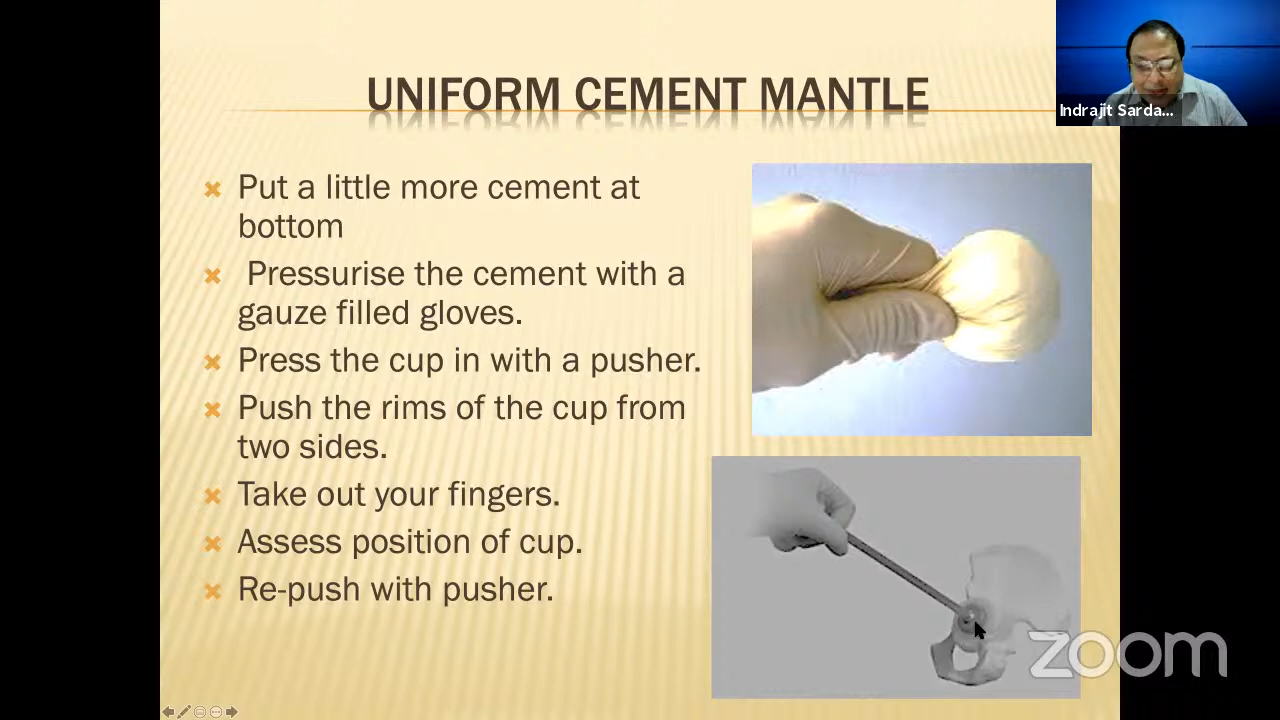 UNIFORM CEMENT MANTLE
Indrajit Sarda...
Put a little more cement at
bottom
Pressurise the cement with a
gauze filled gloves.
Press the cup in with a pusher.
Push the rims of the cup from
two sides.
Take out your fingers.
Assess position of cup.
Re-push with pusher.
zoom